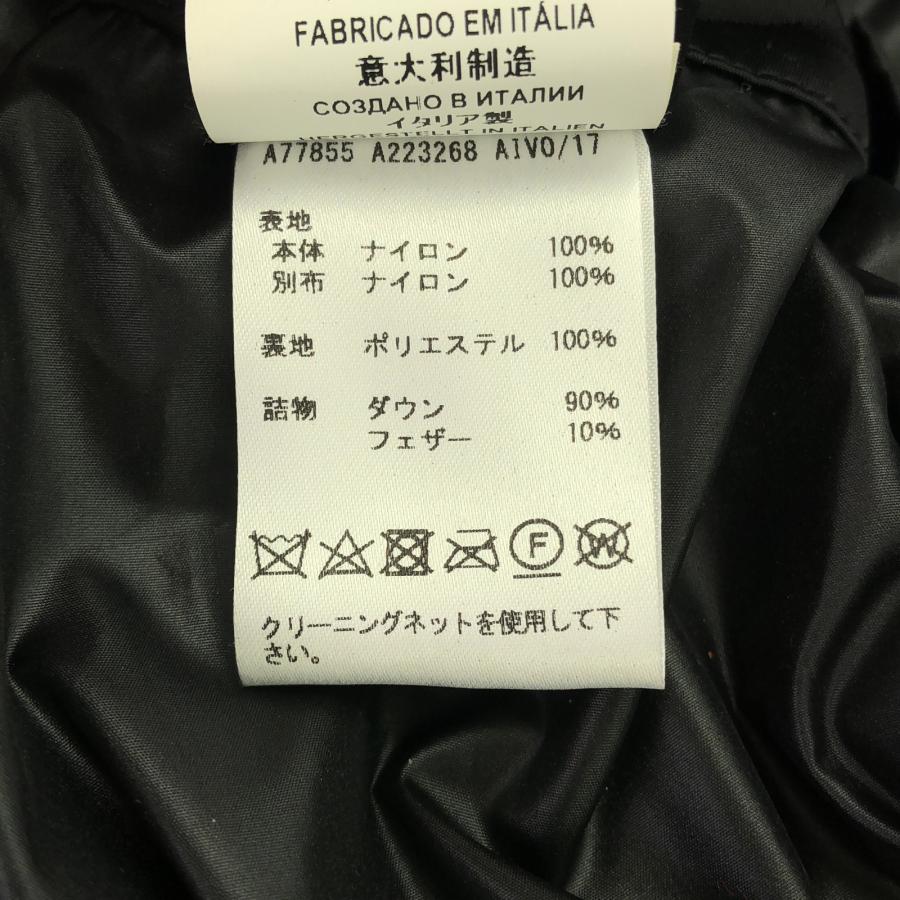 FABRICADO EM ITÁLIA
意大利制造
СОЗДАНО В ИТАЛИИ
イタリア製
HERGESTELLT IN ITALIEN
A77855 A223268 AIVO/17
表地
本体 ナイロン 100%
別布 ナイロン 100%
裏地 ポリエステル 100%
詰物 ダウン 90%
フェザー 10%
F W
クリーニングネットを使用して下
さい。